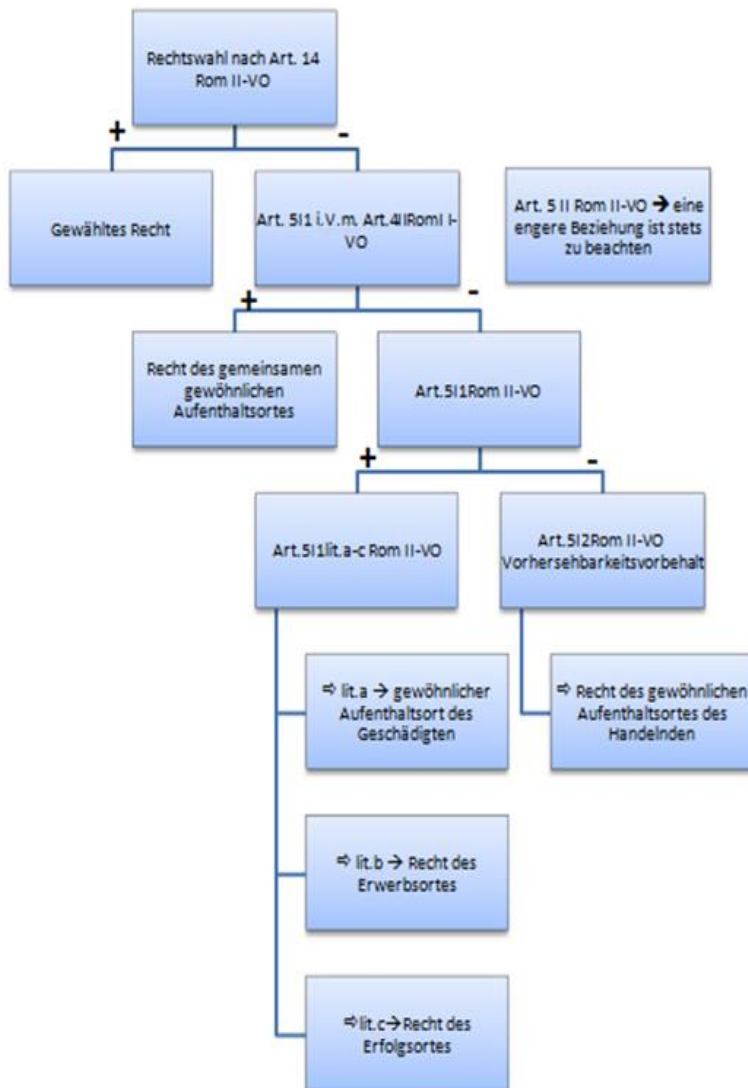 Rechtswahl nach Art. 14
Rom II-VO
+
-
Gewähltes Recht
Art. 5I1 i.V.m. Art.4IIRomI I-
VO
Art. 5 II Rom II-VO → eine
engere Beziehung ist stets
zu beachten
+
-
Recht des gemeinsamen
gewöhnlichen
Aufenthaltsortes
Art.5I1Rom II-VO
+
-
Art.5I1lit.a-c Rom II-VO
Art.5I2Rom II-VO
Vorhersehbarkeitsvorbehalt
⇨ lit.a → gewöhnlicher
Aufenthaltsort des
Geschädigten
⇨ Recht des gewöhnlichen
Aufenthaltsortes des
Handelnden
⇨ lit.b → Recht des
Erwerbsortes
⇨lit.c→Recht des
Erfolgsortes